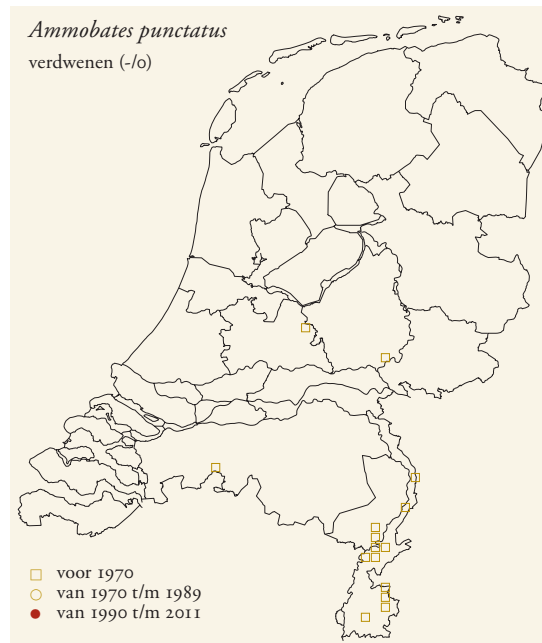 Ammobates punctatus
verdwenen (-/0)
voor 1970
van 1970 t/m 1989
van 1990 t/m 2011